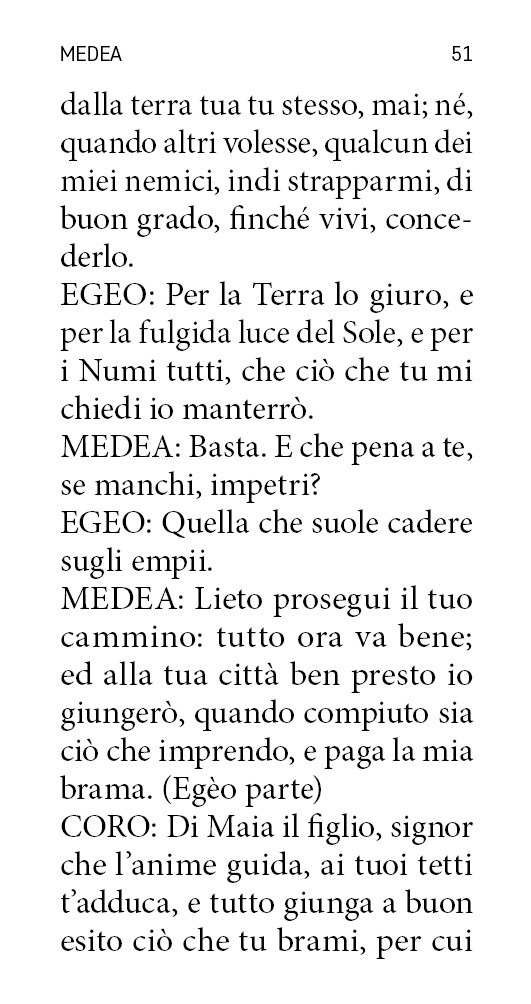 MEDEA 51
dalla terra tua tu stesso, mai; né,
quando altri volesse, qualcun dei
miei nemici, indi strapparmi, di
buon grado, finché vivi, conce-
derlo.
EGEO: Per la Terra lo giuro, e
per la fulgida luce del Sole, e per
i Numi tutti, che ciò che tu mi
chiedi io manterrò.
MEDEA: Basta. E che pena a te,
se manchi, impetri?
EGEO: Quella che suole cadere
sugli empii.
MEDEA: Lieto prosegui il tuo
cammino: tutto ora va bene;
ed alla tua città ben presto io
giungerò, quando compiuto sia
ciò che imprendo, e paga la mia
brama. (Egèo parte)
CORO: Di Maia il figlio, signor
che l’anime guida, ai tuoi tetti
t’adduca, e tutto giunga a buon
esito ciò che tu brami, per cui